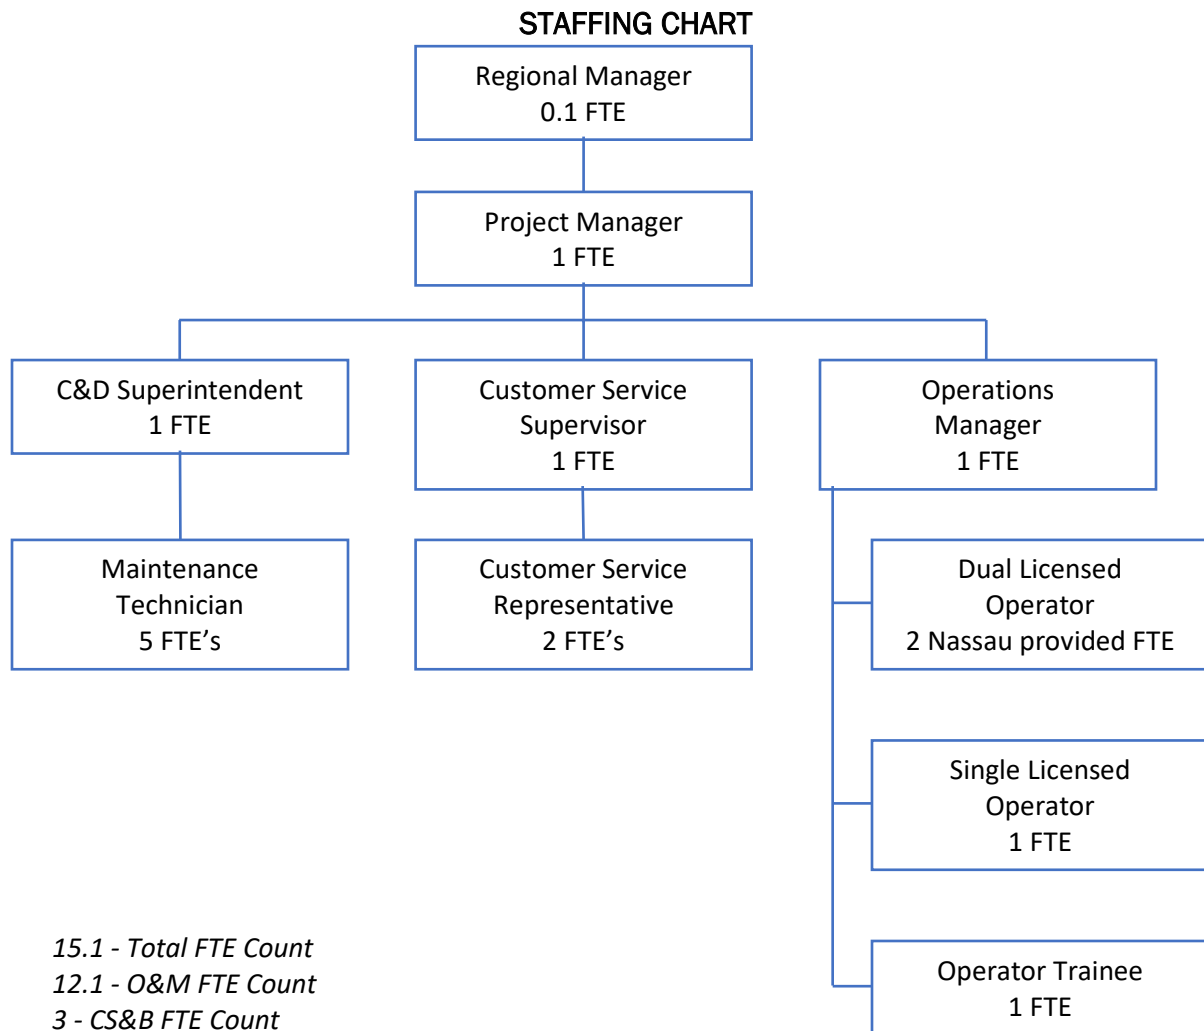 STAFFING CHART
Regional Manager
0.1 FTE
Project Manager
1 FTE
C&D Superintendent
1 FTE
Customer Service
Supervisor
1 FTE
Operations
Manager
1 FTE
Maintenance
Technician
5 FTE’s
Customer Service
Representative
2 FTE’s
Dual Licensed
Operator
2 Nassau provided FTE
Single Licensed
Operator
1 FTE
Operator Trainee
1 FTE
15.1 - Total FTE Count
12.1 - O&M FTE Count
3 - CS&B FTE Count